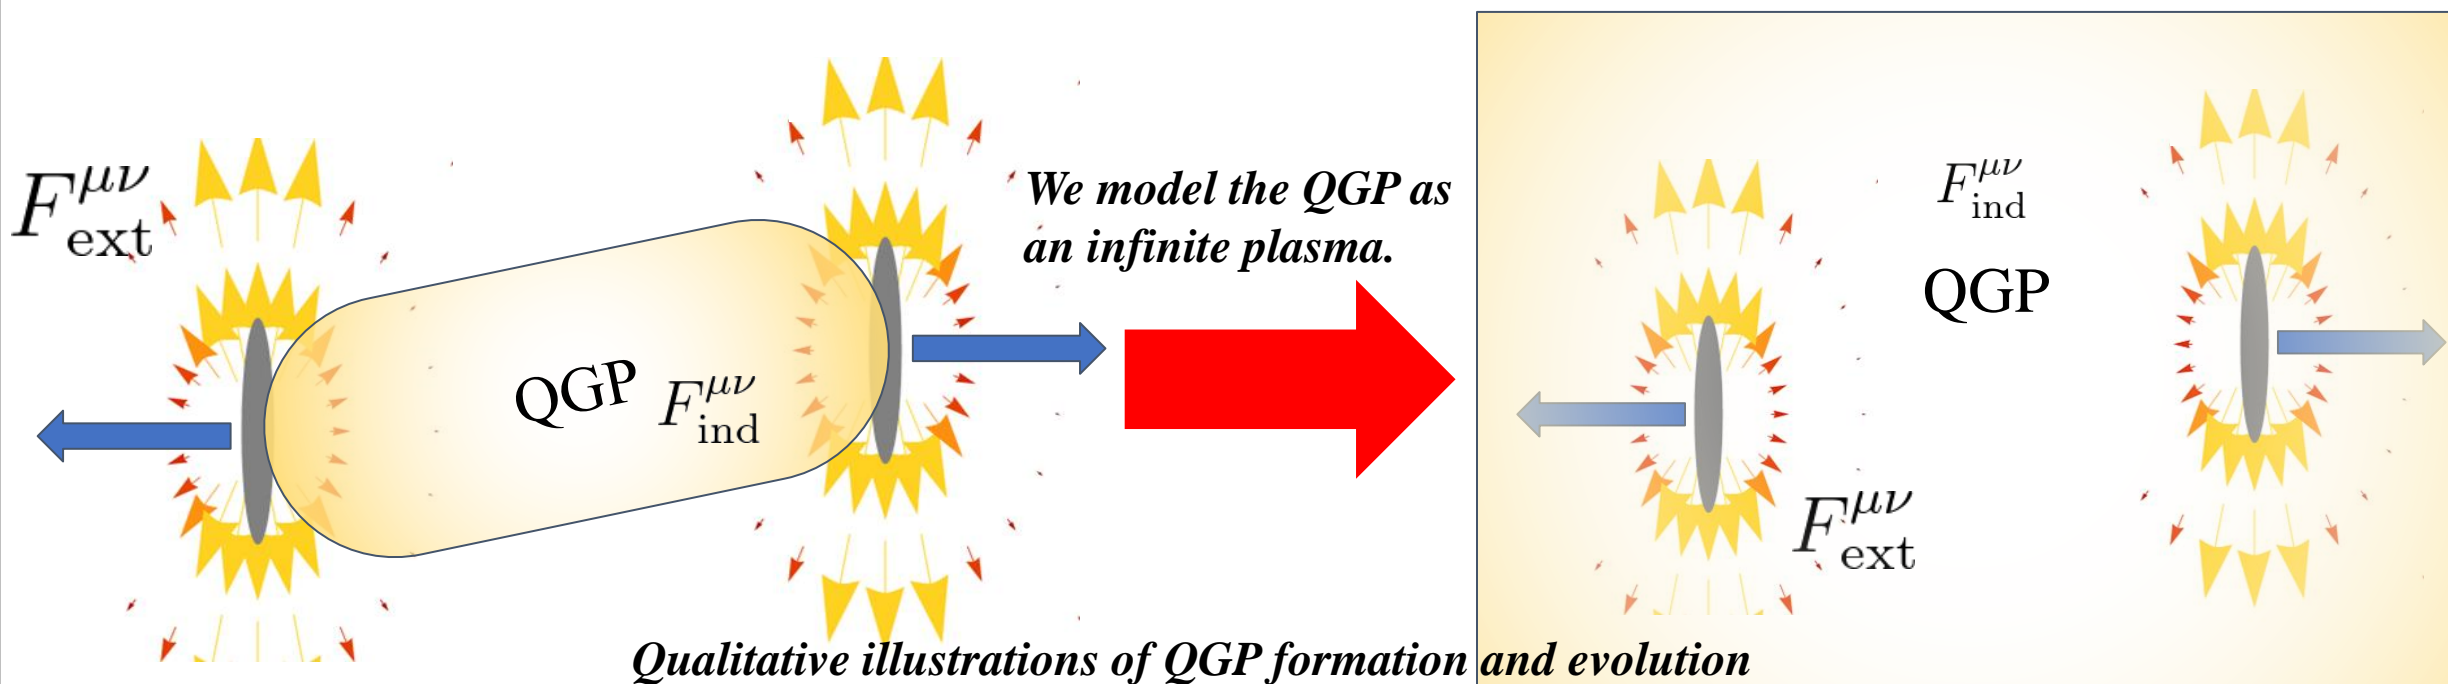 F^{μν}_{ext}
QGP F^{μν}_{ind}
We model the QGP as
an infinite plasma.
F^{μν}_{ind}
QGP
F^{μν}_{ext}
Qualitative illustrations of QGP formation and evolution